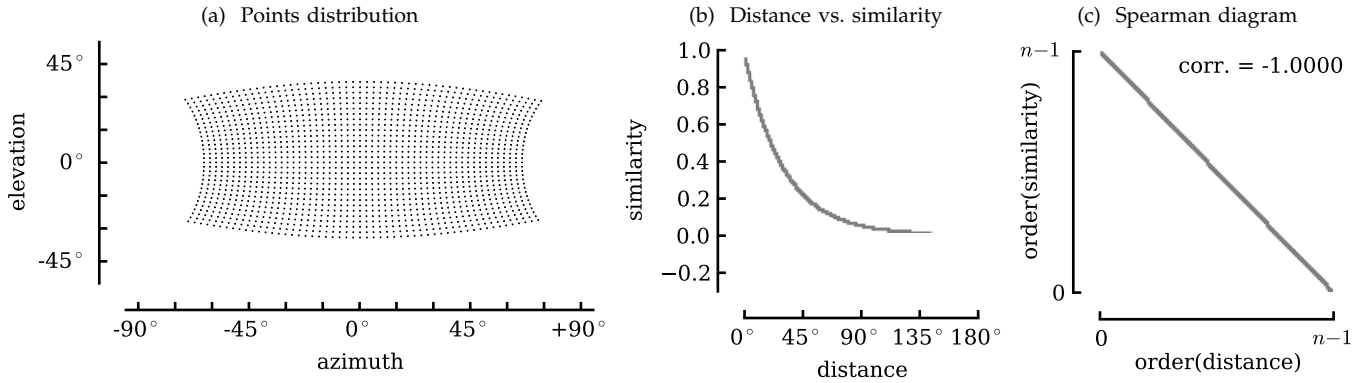 (a) Points distribution
45°
0°
-45°
elevation
-90°
-45°
0°
45°
+90°
azimuth
(b) Distance vs. similarity
1.0
0.8
0.6
0.4
0.2
0.0
−0.2
similarity
0°
45°
90°
135°
180°
distance
(c) Spearman diagram
n−1
corr. = -1.0000
0
order(similarity)
0
n−1
order(distance)